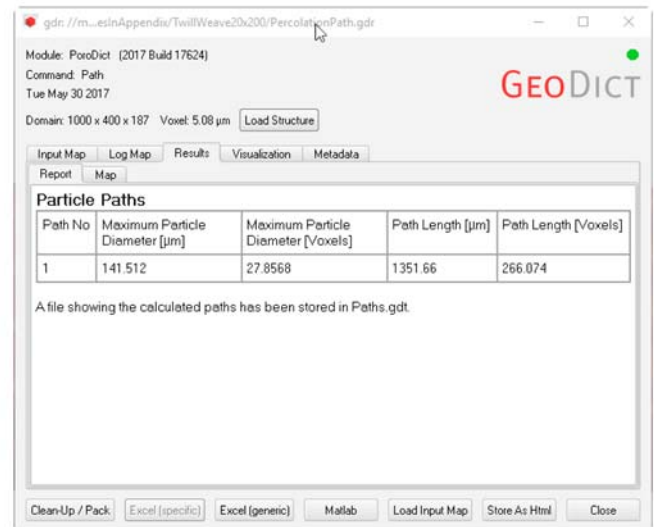 gdr: //m...esInAppendix/TwillWeave20x200/PercolationPath.gdr
Module: PoroDict (2017 Build 17624)
Command: Path
Tue May 30 2017
GEODICT
Domain: 1000 x 400 x 187 Voxel: 5.08 µm Load Structure
Input Map Log Map Results Visualization Metadata
Report Map
Particle Paths
Path No Maximum Particle Diameter [µm] Maximum Particle Diameter [Voxels] Path Length [µm] Path Length [Voxels]
1 141.512 27.8568 1351.66 266.074
A file showing the calculated paths has been stored in Paths.gdt.
Clean-Up / Pack Excel (specific) Excel (generic) Matlab Load Input Map Store As Html Close